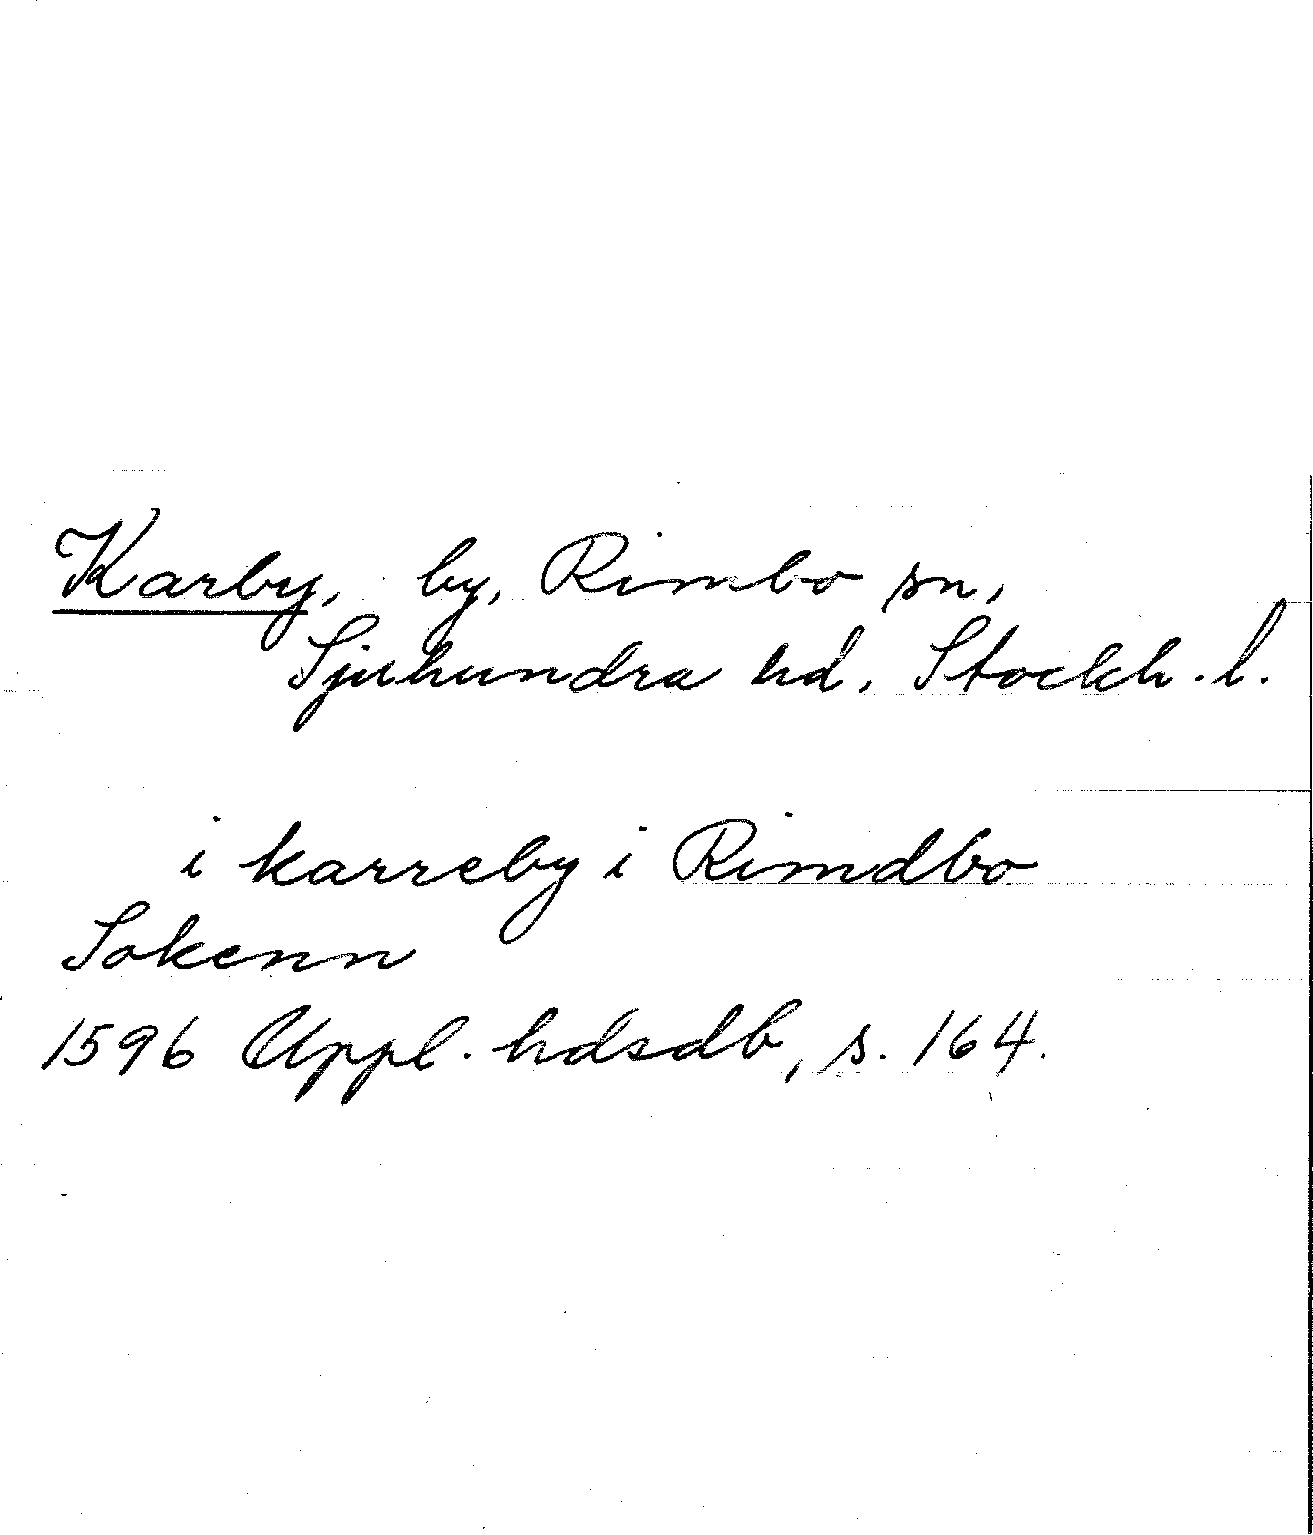 Karby, by, Rimbo sn,
Sjuhundra hd, Stockh. l.
i karreby i Rimdbo
Sokenn
1596 Uppl. hdsdb, s. 164.